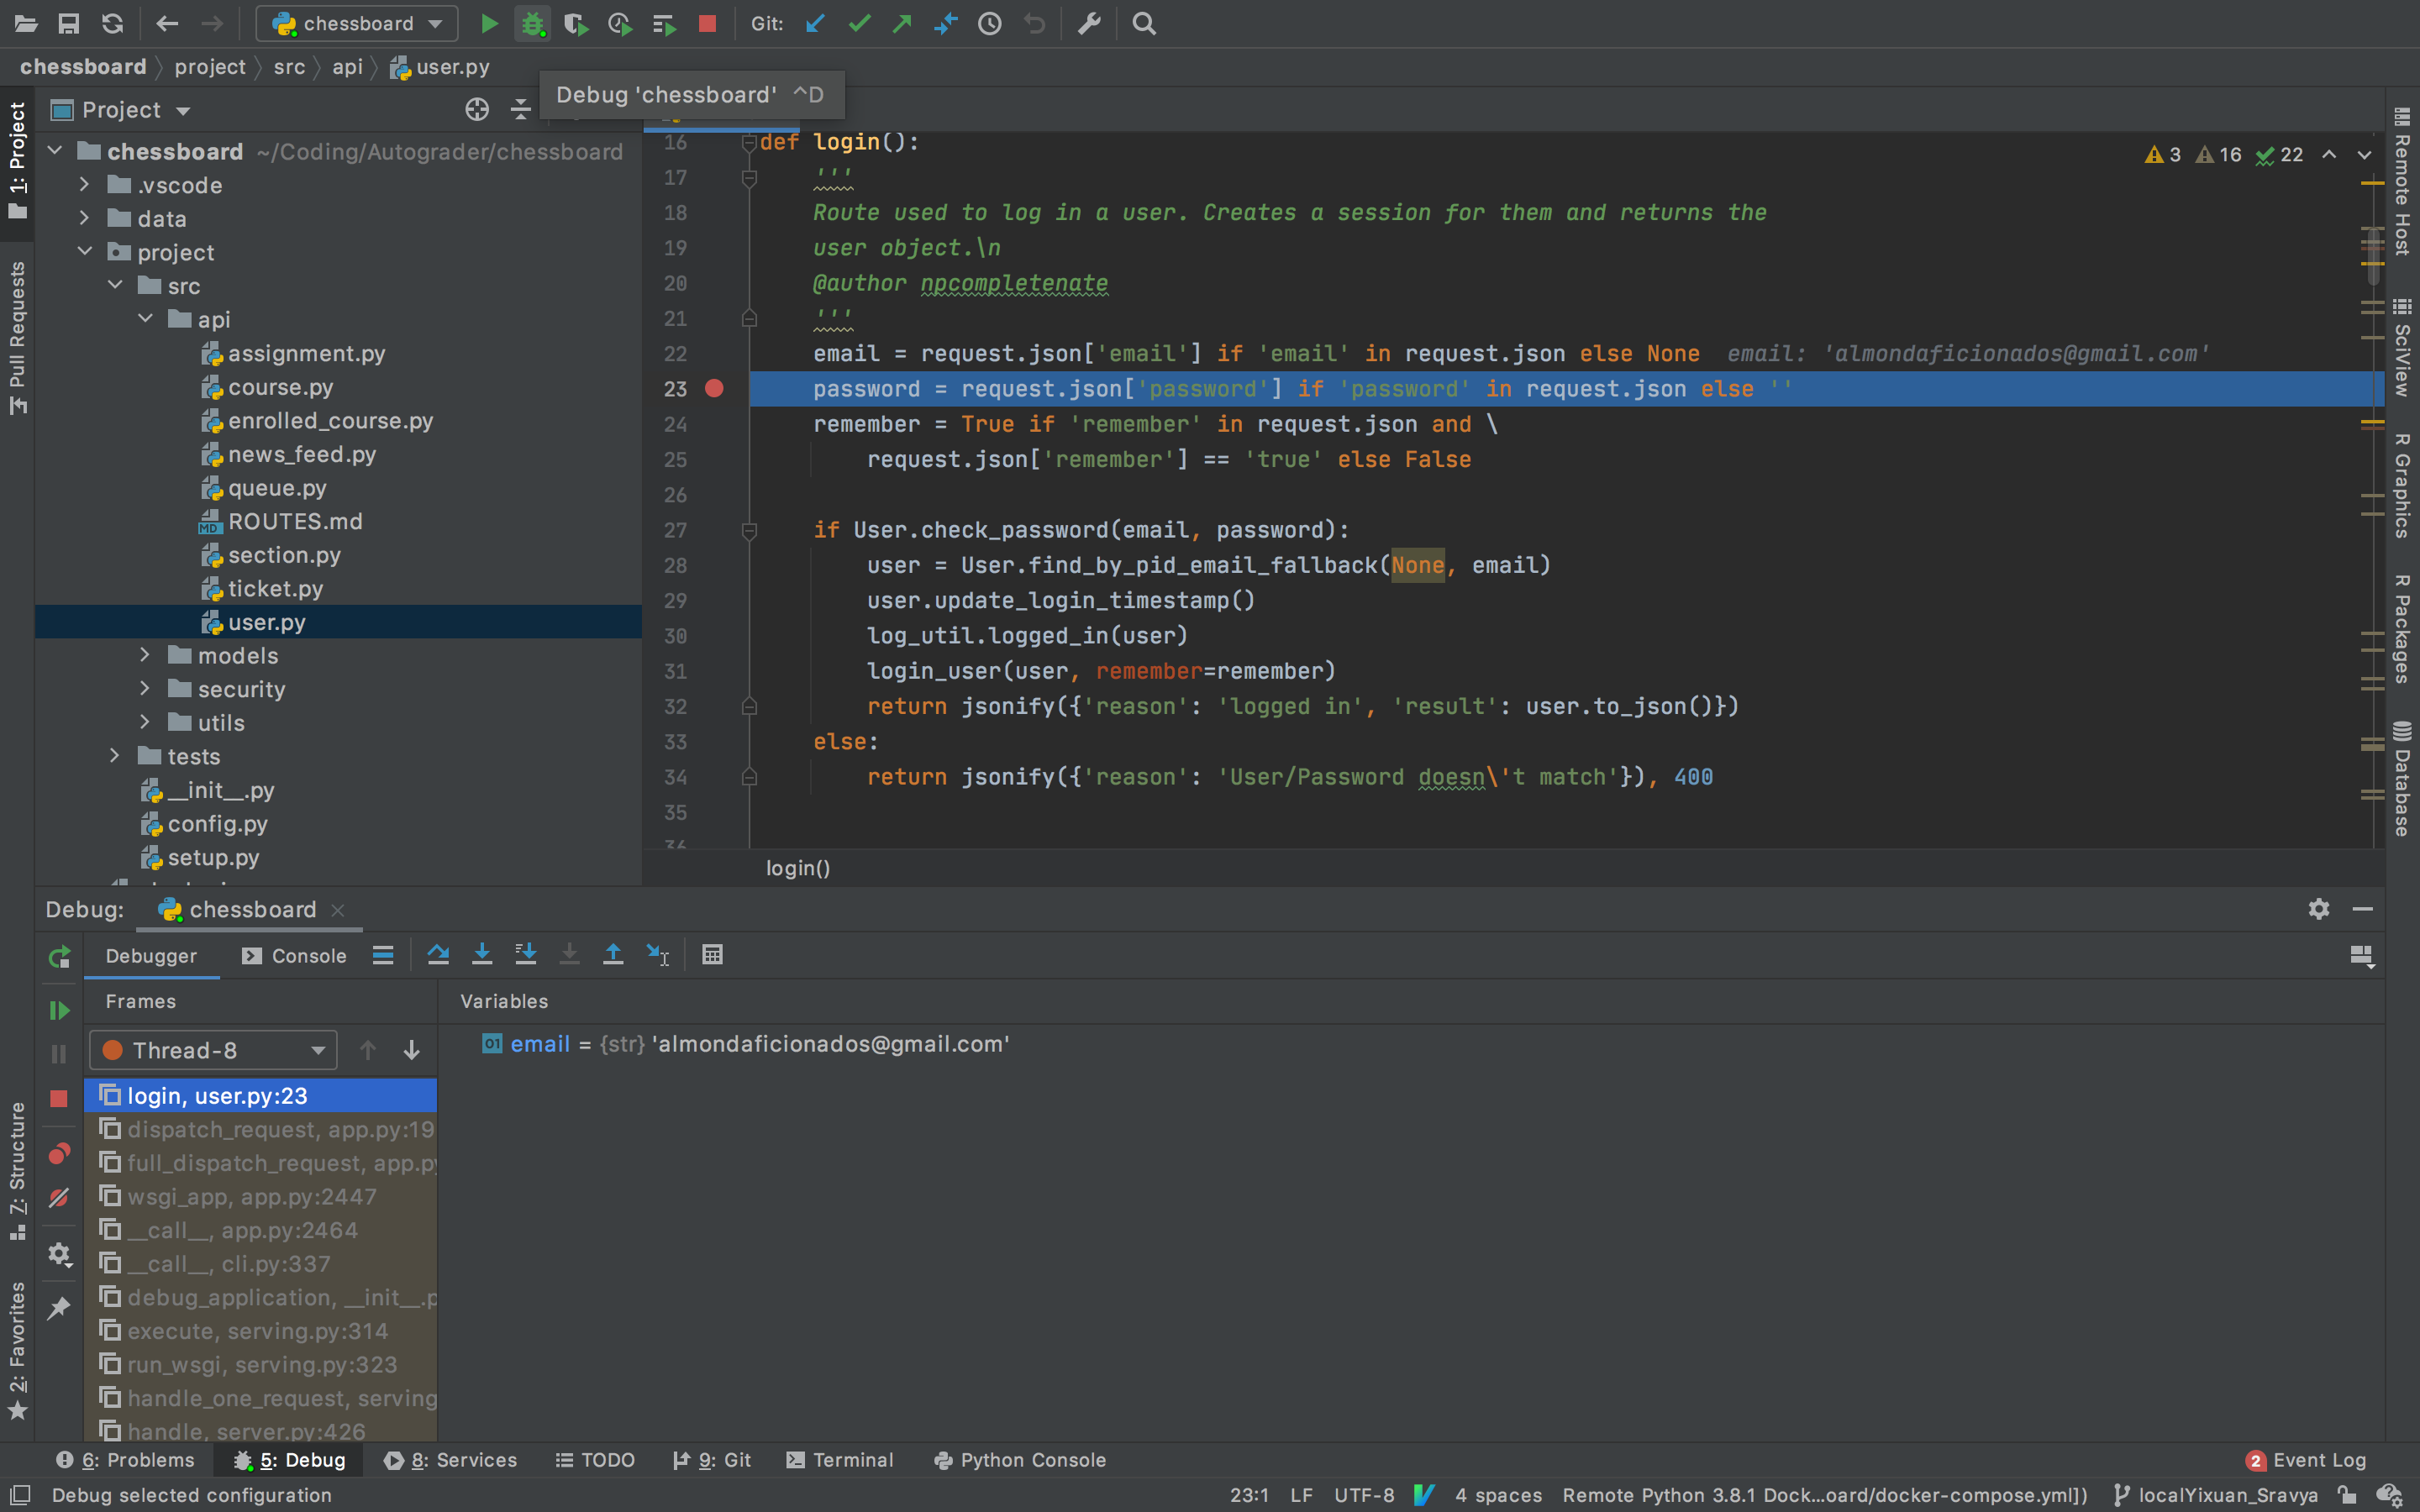 chessboard
Git:
chessboard project src api user.py
Debug 'chessboard' ^D
1: Project
Pull Requests
7: Structure
2: Favorites
Project
chessboard ~/Coding/Autograder/chessboard
.vscode
data
project
src
api
assignment.py
course.py
enrolled_course.py
news_feed.py
queue.py
ROUTES.md
section.py
ticket.py
user.py
models
security
utils
tests
__init__.py
config.py
setup.py
3 16 22
16 def login():
17 '''
18 Route used to log in a user. Creates a session for them and returns the
19 user object.\n
20 @author npcompletenate
21 '''
22 email = request.json['email'] if 'email' in request.json else None email: 'almondaficionados@gmail.com'
23 password = request.json['password'] if 'password' in request.json else ''
24 remember = True if 'remember' in request.json and \
25 request.json['remember'] == 'true' else False
26
27 if User.check_password(email, password):
28 user = User.find_by_pid_email_fallback(None, email)
29 user.update_login_timestamp()
30 log_util.logged_in(user)
31 login_user(user, remember=remember)
32 return jsonify({'reason': 'logged in', 'result': user.to_json()})
33 else:
34 return jsonify({'reason': 'User/Password doesn\'t match'}), 400
35
36
login()
Remote Host
SciView
R Graphics
R Packages
Database
Debug: chessboard
Debugger Console
Frames Variables
Thread-8
01 email = {str} 'almondaficionados@gmail.com'
login, user.py:23
dispatch_request, app.py:19
full_dispatch_request, app.py
wsgi_app, app.py:2447
__call__, app.py:2464
__call__, cli.py:337
debug_application, __init__.p
execute, serving.py:314
run_wsgi, serving.py:323
handle_one_request, serving
handle, server.py:426
6: Problems 5: Debug 8: Services TODO 9: Git Terminal Python Console 2 Event Log
Debug selected configuration 23:1 LF UTF-8 4 spaces Remote Python 3.8.1 Dock...oard/docker-compose.yml]) localYixuan_Sravya